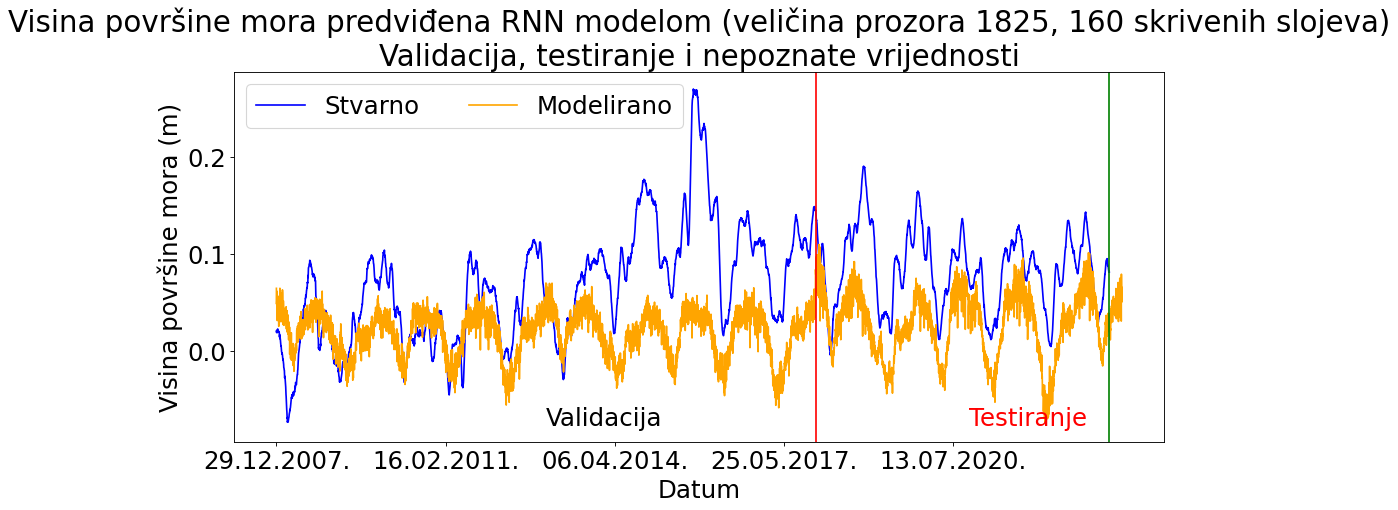 Visina površine mora predviđena RNN modelom (veličina prozora 1825, 160 skrivenih slojeva)
Validacija, testiranje i nepoznate vrijednosti
Stvarno
Modelirano
Visina površine mora (m)
0.2
0.1
0.0
Validacija
Testiranje
29.12.2007.
16.02.2011.
06.04.2014.
25.05.2017.
13.07.2020.
Datum